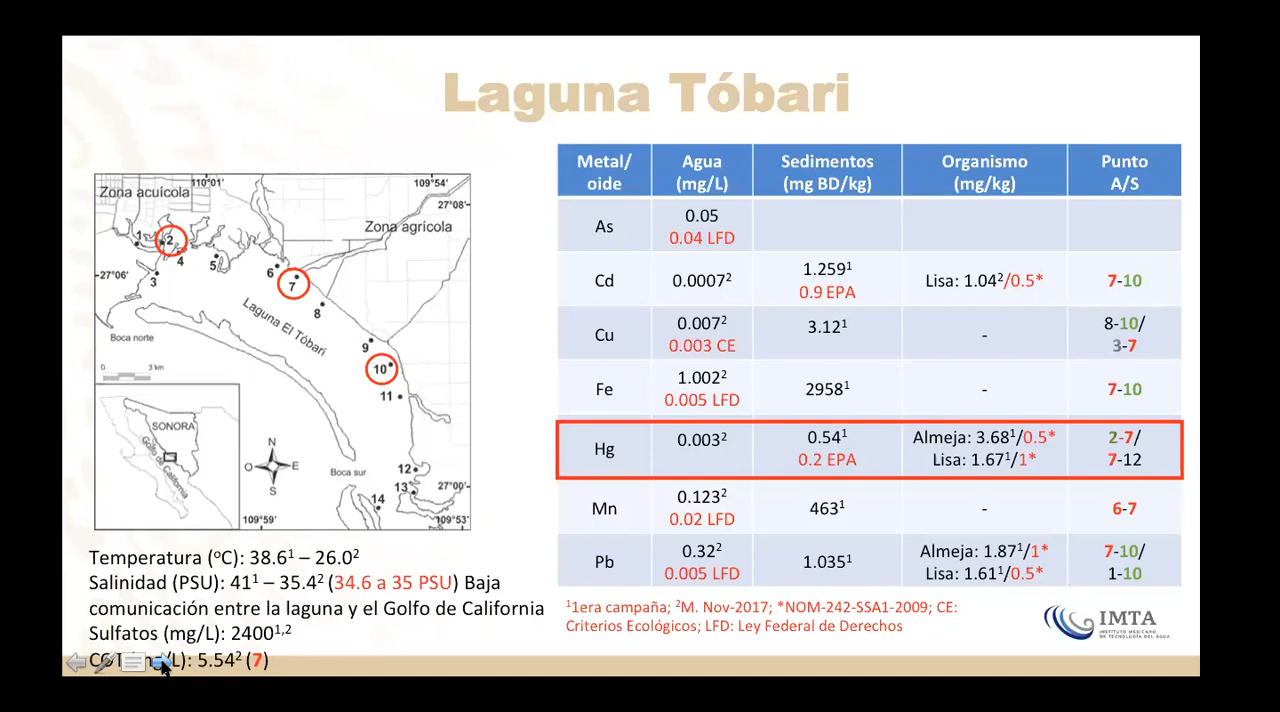 Laguna Tóbari
110°01'
109°54'
Zona acuícola
27°08'
Zona agrícola
1
2
4
5
6
27°06'
3
7
8
Laguna El Tóbari
Boca norte
9
0 3 km
10
11
SONORA
Golfo de California
N
O E
S
Boca sur
12
27°00'
13
14
109°59'
109°53'
Temperatura (ºC): 38.6¹ – 26.0²
Salinidad (PSU): 41¹ – 35.4² (34.6 a 35 PSU) Baja
comunicación entre la laguna y el Golfo de California
Sulfatos (mg/L): 2400¹,²
COT (mg/L): 5.54² (7)
Metal/ Agua Sedimentos Organismo Punto
oide (mg/L) (mg BD/kg) (mg/kg) A/S
As 0.05
0.04 LFD
Cd 0.0007² 1.259¹ Lisa: 1.04²/0.5* 7-10
0.9 EPA
Cu 0.007² 3.12¹ - 8-10/
0.003 CE 3-7
Fe 1.002² 2958¹ - 7-10
0.005 LFD
Hg 0.003² 0.54¹ Almeja: 3.68¹/0.5* 2-7/
0.2 EPA Lisa: 1.67¹/1* 7-12
Mn 0.123² 463¹ - 6-7
0.02 LFD
Pb 0.32² 1.035¹ Almeja: 1.87¹/1* 7-10/
0.005 LFD Lisa: 1.61¹/0.5* 1-10
¹1era campaña; ²M. Nov-2017; *NOM-242-SSA1-2009; CE:
Criterios Ecológicos; LFD: Ley Federal de Derechos
IMTA
INSTITUTO MEXICANO
DE TECNOLOGÍA DEL AGUA